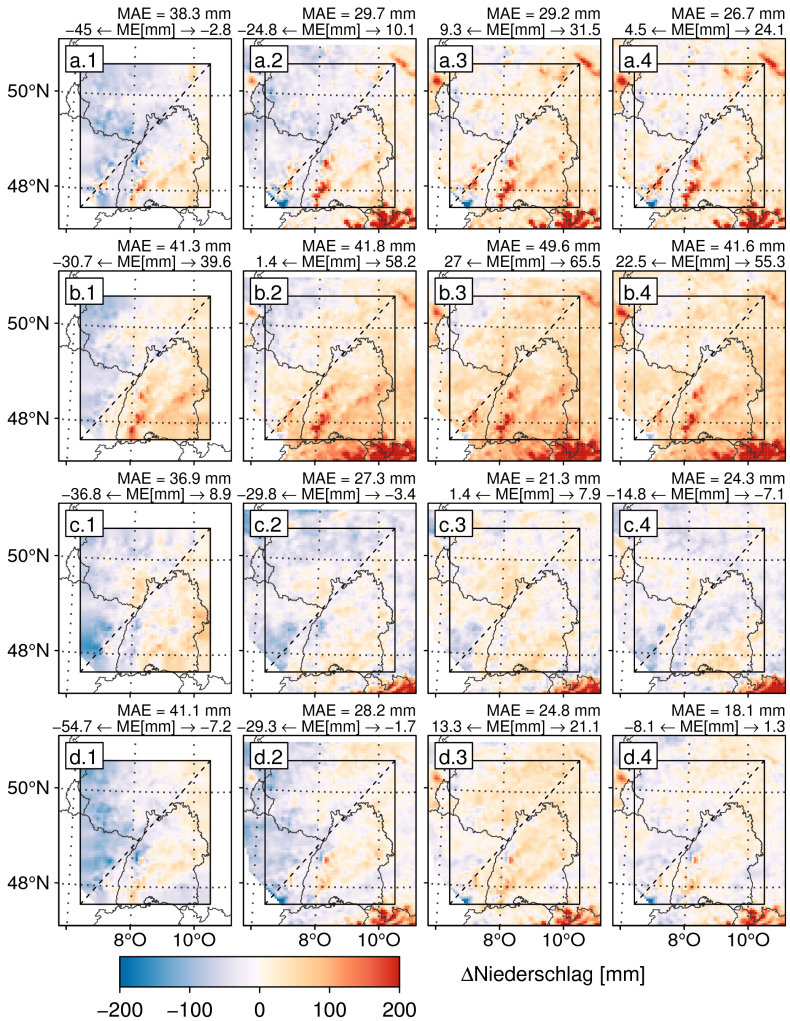 MAE = 38.3 mm MAE = 29.7 mm MAE = 29.2 mm MAE = 26.7 mm
−45 ← ME[mm] → −2.8 −24.8 ← ME[mm] → 10.1 9.3 ← ME[mm] → 31.5 4.5 ← ME[mm] → 24.1
a.1 a.2 a.3 a.4
50°N
48°N
MAE = 41.3 mm MAE = 41.8 mm MAE = 49.6 mm MAE = 41.6 mm
−30.7 ← ME[mm] → 39.6 1.4 ← ME[mm] → 58.2 27 ← ME[mm] → 65.5 22.5 ← ME[mm] → 55.3
b.1 b.2 b.3 b.4
50°N
48°N
MAE = 36.9 mm MAE = 27.3 mm MAE = 21.3 mm MAE = 24.3 mm
−36.8 ← ME[mm] → 8.9 −29.8 ← ME[mm] → −3.4 1.4 ← ME[mm] → 7.9 −14.8 ← ME[mm] → −7.1
c.1 c.2 c.3 c.4
50°N
48°N
MAE = 41.1 mm MAE = 28.2 mm MAE = 24.8 mm MAE = 18.1 mm
−54.7 ← ME[mm] → −7.2 −29.3 ← ME[mm] → −1.7 13.3 ← ME[mm] → 21.1 −8.1 ← ME[mm] → 1.3
d.1 d.2 d.3 d.4
50°N
48°N
8°O 10°O 8°O 10°O 8°O 10°O 8°O 10°O
ΔNiederschlag [mm]
−200 −100 0 100 200